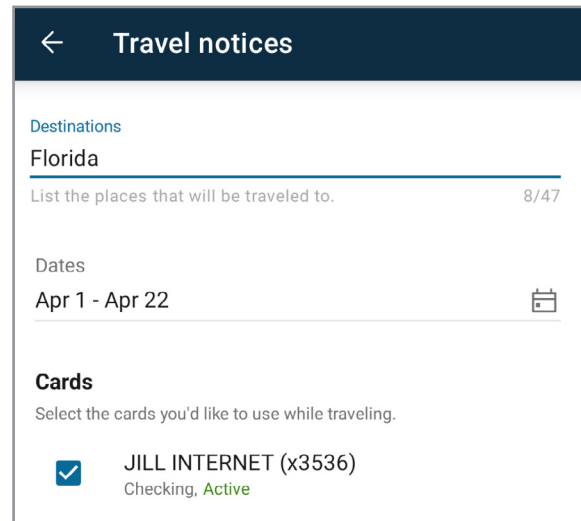 Travel notices
Destinations
Florida
List the places that will be traveled to. 8/47
Dates
Apr 1 - Apr 22
Cards
Select the cards you'd like to use while traveling.
JILL INTERNET (x3536)
Checking, Active